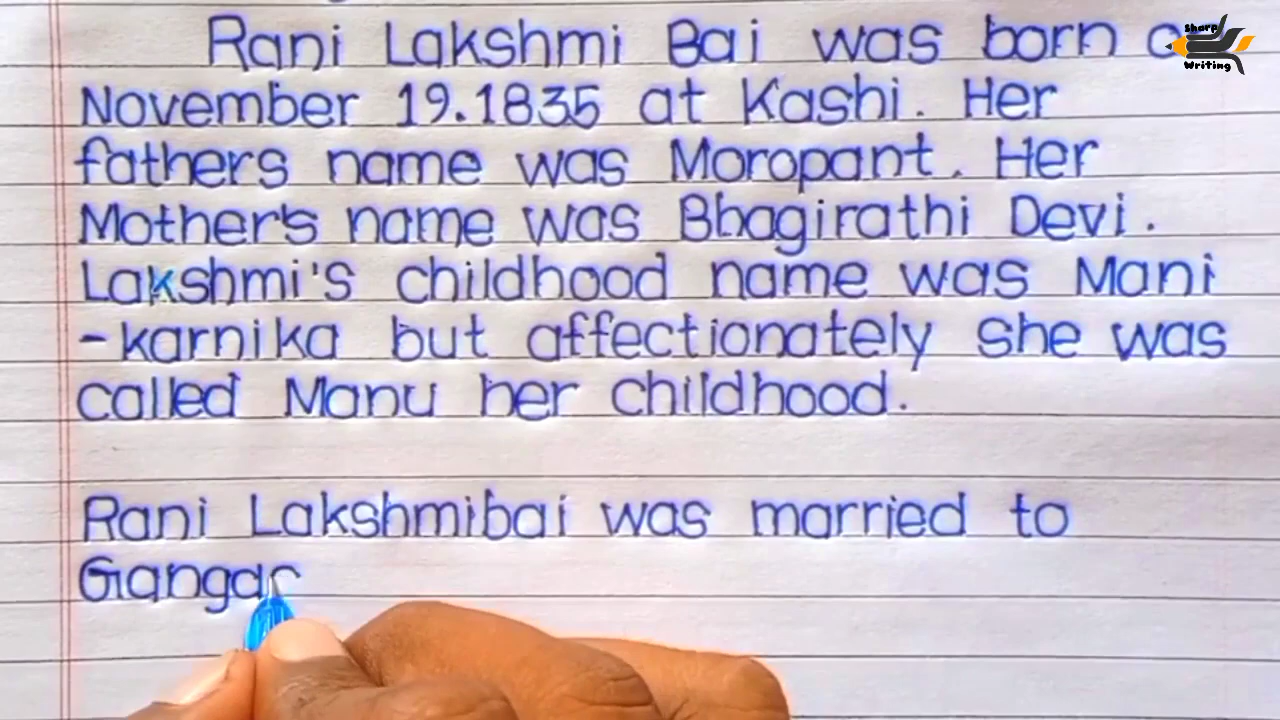 Rani Lakshmi Bai was born
November 19.1835 at Kashi. Her
fathers name was Moropant. Her
Mother's name was Bhagirathi Devi.
Lakshmi's childhood name was Mani
-karnika but affectionately she was
called Manu her childhood.
Rani Lakshmibai was married to
Sharp
Writing